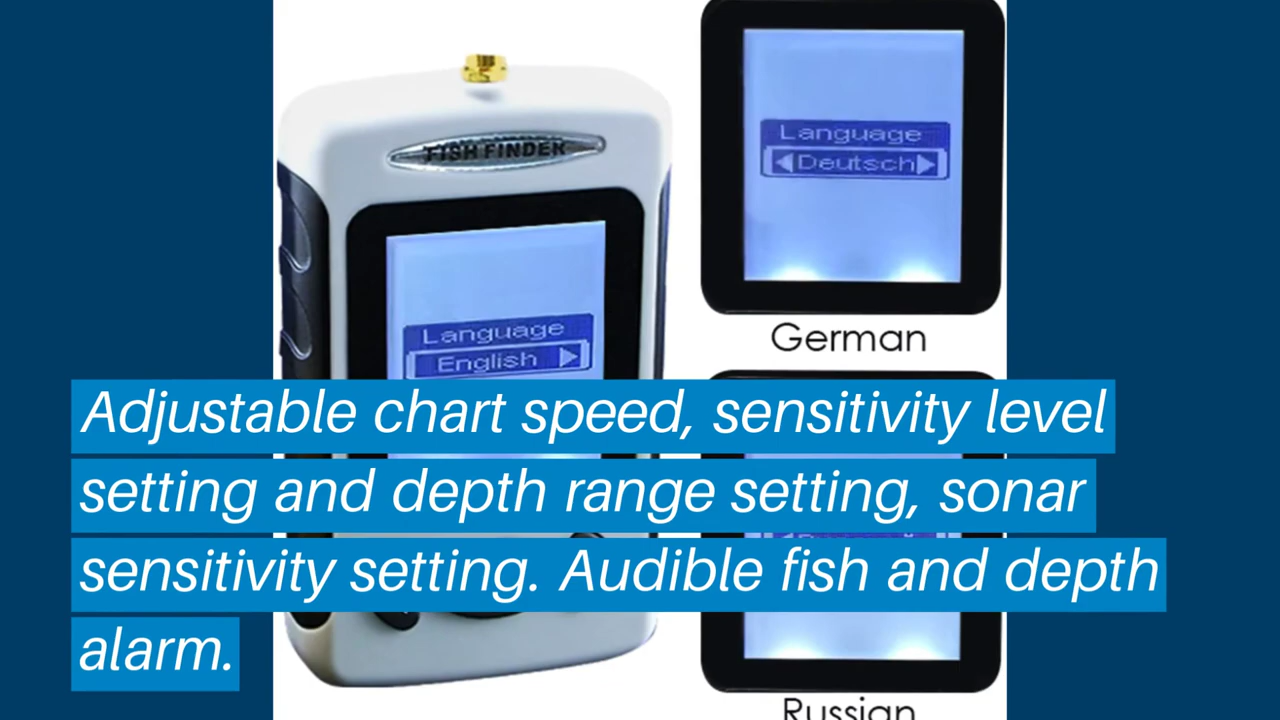 FISH FINDER
Language
English
Language
Deutsch
German
Adjustable chart speed, sensitivity level
setting and depth range setting, sonar
sensitivity setting. Audible fish and depth
alarm.
Russian